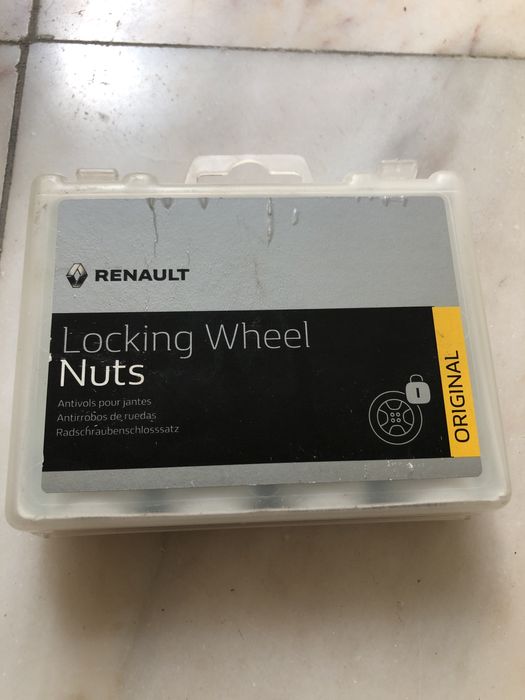 RENAULT
Locking Wheel
Nuts
Antivols pour jantes
Antirrobos de ruedas
Radschraubenschlosssatz
ORIGINAL